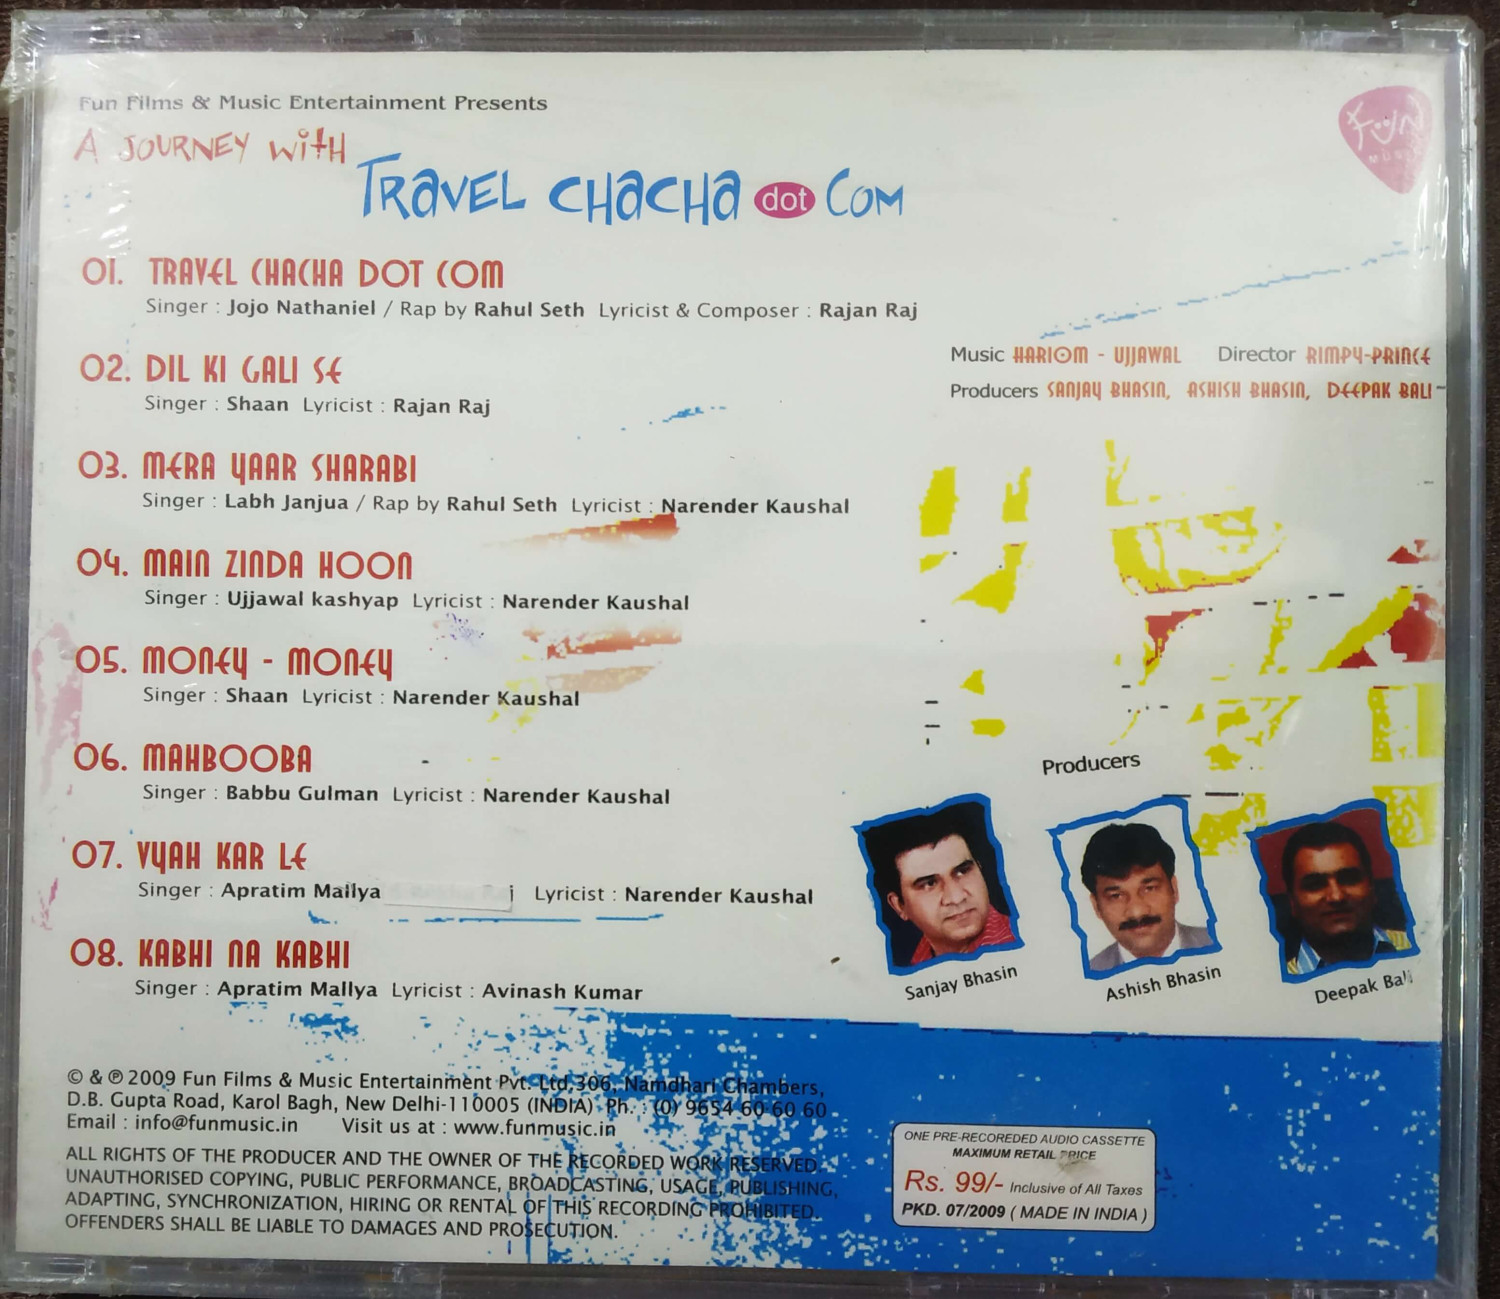 Fun Films & Music Entertainment Presents
A JOURNEY WITH
TRAVEL CHACHA dot COM
01. TRAVEL CHACHA DOT COM
Singer : Jojo Nathaniel / Rap by Rahul Seth Lyricist & Composer : Rajan Raj
02. DIL KI GALI SE
Singer : Shaan Lyricist : Rajan Raj
03. MERA YAAR SHARABI
Singer : Labh Janjua / Rap by Rahul Seth Lyricist : Narender Kaushal
04. MAIN ZINDA HOON
Singer : Ujjawal kashyap Lyricist : Narender Kaushal
05. MONEY - MONEY
Singer : Shaan Lyricist : Narender Kaushal
06. MAHBOOBA
Singer : Babbu Gulman Lyricist : Narender Kaushal
07. VYAH KAR LE
Singer : Apratim Mallya Lyricist : Narender Kaushal
08. KABHI NA KABHI
Singer : Apratim Mallya Lyricist : Avinash Kumar
FUN
MUSIC
Music HARIOM - UJJAWAL Director RIMPY-PRINCE
Producers SANJAY BHASIN, ASHISH BHASIN, DEEPAK BALI
Producers
Sanjay Bhasin
Ashish Bhasin
Deepak Bali
© & ℗ 2009 Fun Films & Music Entertainment Pvt. Ltd,306, Namdhari Chambers,
D.B. Gupta Road, Karol Bagh, New Delhi-110005 (INDIA) Ph. : (0) 9654 60 60 60
Email : info@funmusic.in Visit us at : www.funmusic.in
ALL RIGHTS OF THE PRODUCER AND THE OWNER OF THE RECORDED WORK RESERVED.
UNAUTHORISED COPYING, PUBLIC PERFORMANCE, BROADCASTING, USAGE, PUBLISHING,
ADAPTING, SYNCHRONIZATION, HIRING OR RENTAL OF THIS RECORDING PROHIBITED.
OFFENDERS SHALL BE LIABLE TO DAMAGES AND PROSECUTION.
ONE PRE-RECOREDED AUDIO CASSETTE
MAXIMUM RETAIL PRICE
Rs. 99/- Inclusive of All Taxes
PKD. 07/2009 ( MADE IN INDIA )